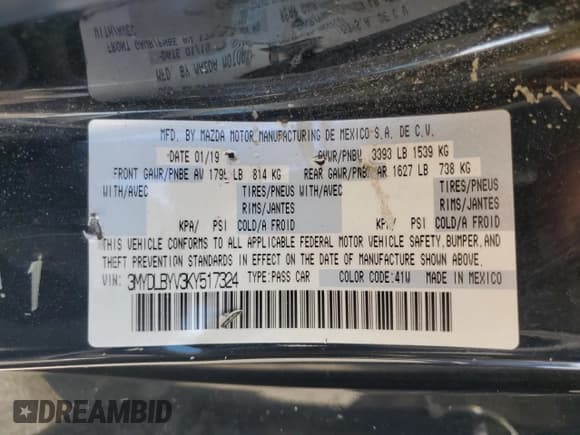 MFD. BY MAZDA MOTOR MANUFACTURING DE MEXICO S.A. DE C.V.
DATE 01/19 GVWR/PNBV 3393 LB 1539 KG
FRONT GAWR/PNBE AV 1795 LB 814 KG REAR GAWR/PNBE AR 1627 LB 738 KG
WITH/AVEC TIRES/PNEUS WITH/AVEC TIRES/PNEUS
RIMS/JANTES RIMS/JANTES
KPA/ PSI COLD/A FROID KPA/ PSI COLD/A FROID
THIS VEHICLE CONFORMS TO ALL APPLICABLE FEDERAL MOTOR VEHICLE SAFETY, BUMPER, AND
THEFT PREVENTION STANDARDS IN EFFECT ON THE DATE OF MANUFACTURE SHOWN ABOVE.
VIN: 3MYDLBYV3KY517324 TYPE:PASS CAR COLOR CODE:41W MADE IN MEXICO
DREAMBID